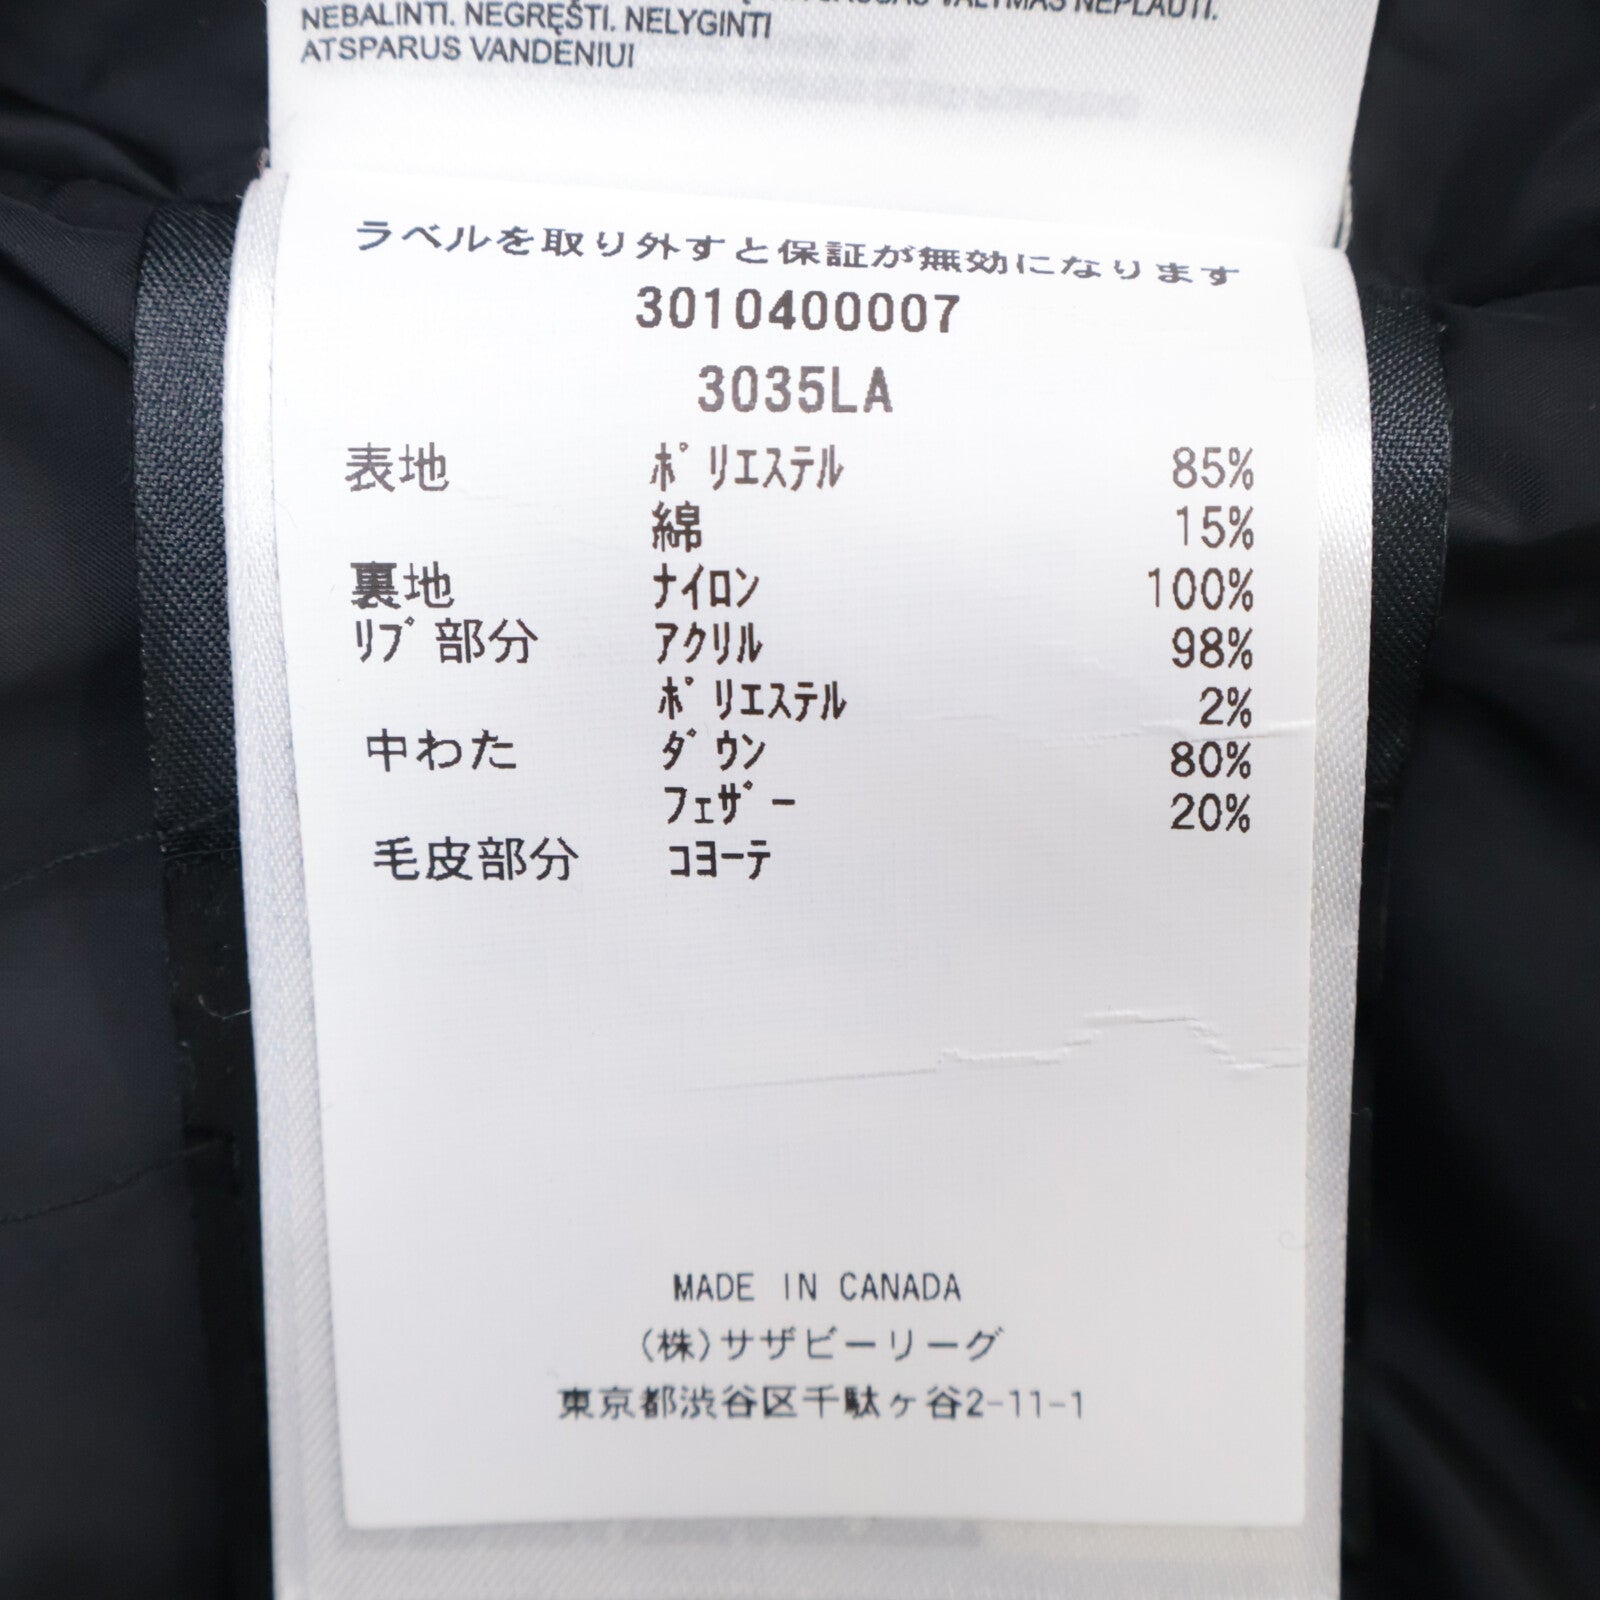 VALYMAS NEPLAUTI.
NEBALINTI. NEGRĘŠTI. NELYGINTI
ATSPARUS VANDENIUI
ラベルを取り外すと保証が無効になります
3010400007
3035LA
表地 ポリエステル 85%
綿 15%
裏地 ナイロン 100%
リブ部分 アクリル 98%
ポリエステル 2%
中わた ダウン 80%
フェザー 20%
毛皮部分 コヨーテ
MADE IN CANADA
(株)サザビーリーグ
東京都渋谷区千駄ヶ谷2-11-1